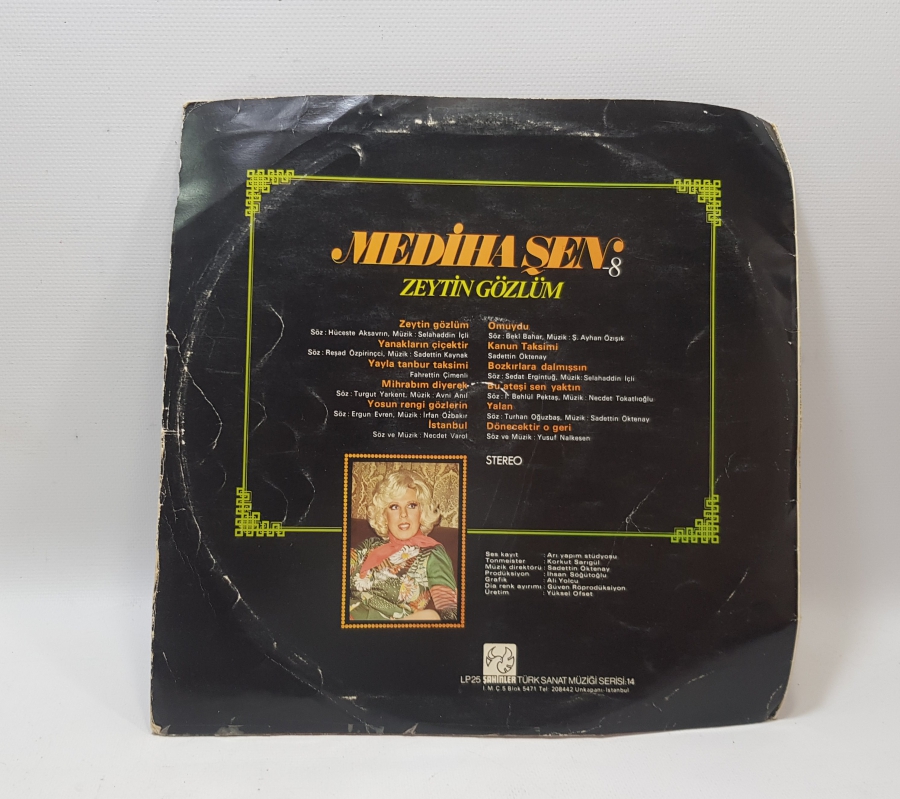 MEDİHA ŞEN-8
ZEYTİN GÖZLÜM
Zeytin gözlüm
Söz : Hüceste Aksavrın, Müzik : Selahaddin İçli
Yanakların çiçektir
Söz : Reşad Özpirinçci, Müzik : Sadettin Kaynak
Yayla tanbur taksimi
Fahrettin Çimenli
Mihrabım diyerek
Söz : Turgut Yarkent, Müzik : Avni Anıl
Yosun rengi gözlerin
Söz : Ergun Evren, Müzik : İrfan Özbakır
İstanbul
Söz ve Müzik : Necdet Varol
Omuydu
Söz : Beki Bahar, Müzik : Ş. Ayhan Özışık
Kanun Taksimi
Sadettin Öktenay
Bozkırlara dalmışsın
Söz : Sedat Ergintuğ, Müzik : Selahaddin İçli
Bu ateşi sen yaktın
Söz : İ. Behlül Pektaş, Müzik : Necdet Tokatlıoğlu
Yalan
Söz : Turhan Oğuzbaş, Müzik : Sadettin Öktenay
Dönecektir o geri
Söz ve Müzik : Yusuf Nalkesen
STEREO
Ses kayıt : Arı yapım stüdyosu
Tonmeister : Korkut Sarıgül
Müzik direktörü : Sadettin Öktenay
Prodüksiyon : İhsan Söğütoğlu
Grafik : Ali Yolcu
Dia renk ayırımı : Güven Röprodüksiyon
Üretim : Yüksel Ofset
LP25 ŞAHİNLER TÜRK SANAT MÜZİĞİ SERİSİ:14
İ.M.Ç.5 Blok 5471 Tel: 208442 Unkapanı-İstanbul